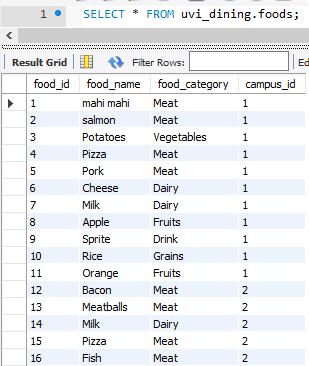 1 SELECT * FROM uvi_dining.foods;
Result Grid Filter Rows: Ed
food_id food_name food_category campus_id
1 mahi mahi Meat 1
2 salmon Meat 1
3 Potatoes Vegetables 1
4 Pizza Meat 1
5 Pork Meat 1
6 Cheese Dairy 1
7 Milk Dairy 1
8 Apple Fruits 1
9 Sprite Drink 1
10 Rice Grains 1
11 Orange Fruits 1
12 Bacon Meat 2
13 Meatballs Meat 2
14 Milk Dairy 2
15 Pizza Meat 2
16 Fish Meat 2